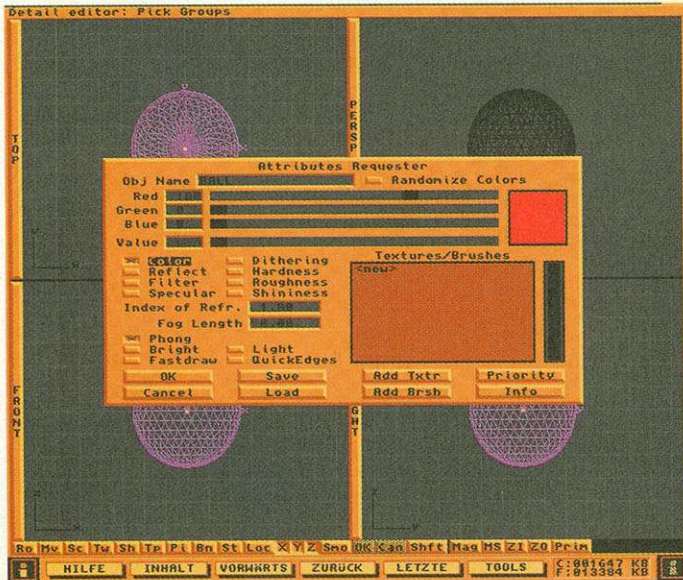 Detail editor: Pick Groups
TOP
PERSP
Attributes Requester
Obj Name BALL
Randomize Colors
Red
Green
Blue
Value
Color
Dithering
Reflect
Hardness
Filter
Roughness
Specular
Shininess
Textures/Brushes
<new>
Index of Refr. 1.00
Fog Length 0.00
Phong
Bright
Light
Fastdraw
QuickEdges
OK
Save
Add Txtr
Priority
Cancel
Load
Add Brsh
Info
FRONT
GHT
Ro Mv Sc Tw Sh Tp Pi Bn St Loc X Y Z Smo OK Can Shft Mag MS ZI ZO Prim
HILFE INHALT VORWÄRTS ZURÜCK LETZTE TOOLS
C:001647 KB
F:013384 KB